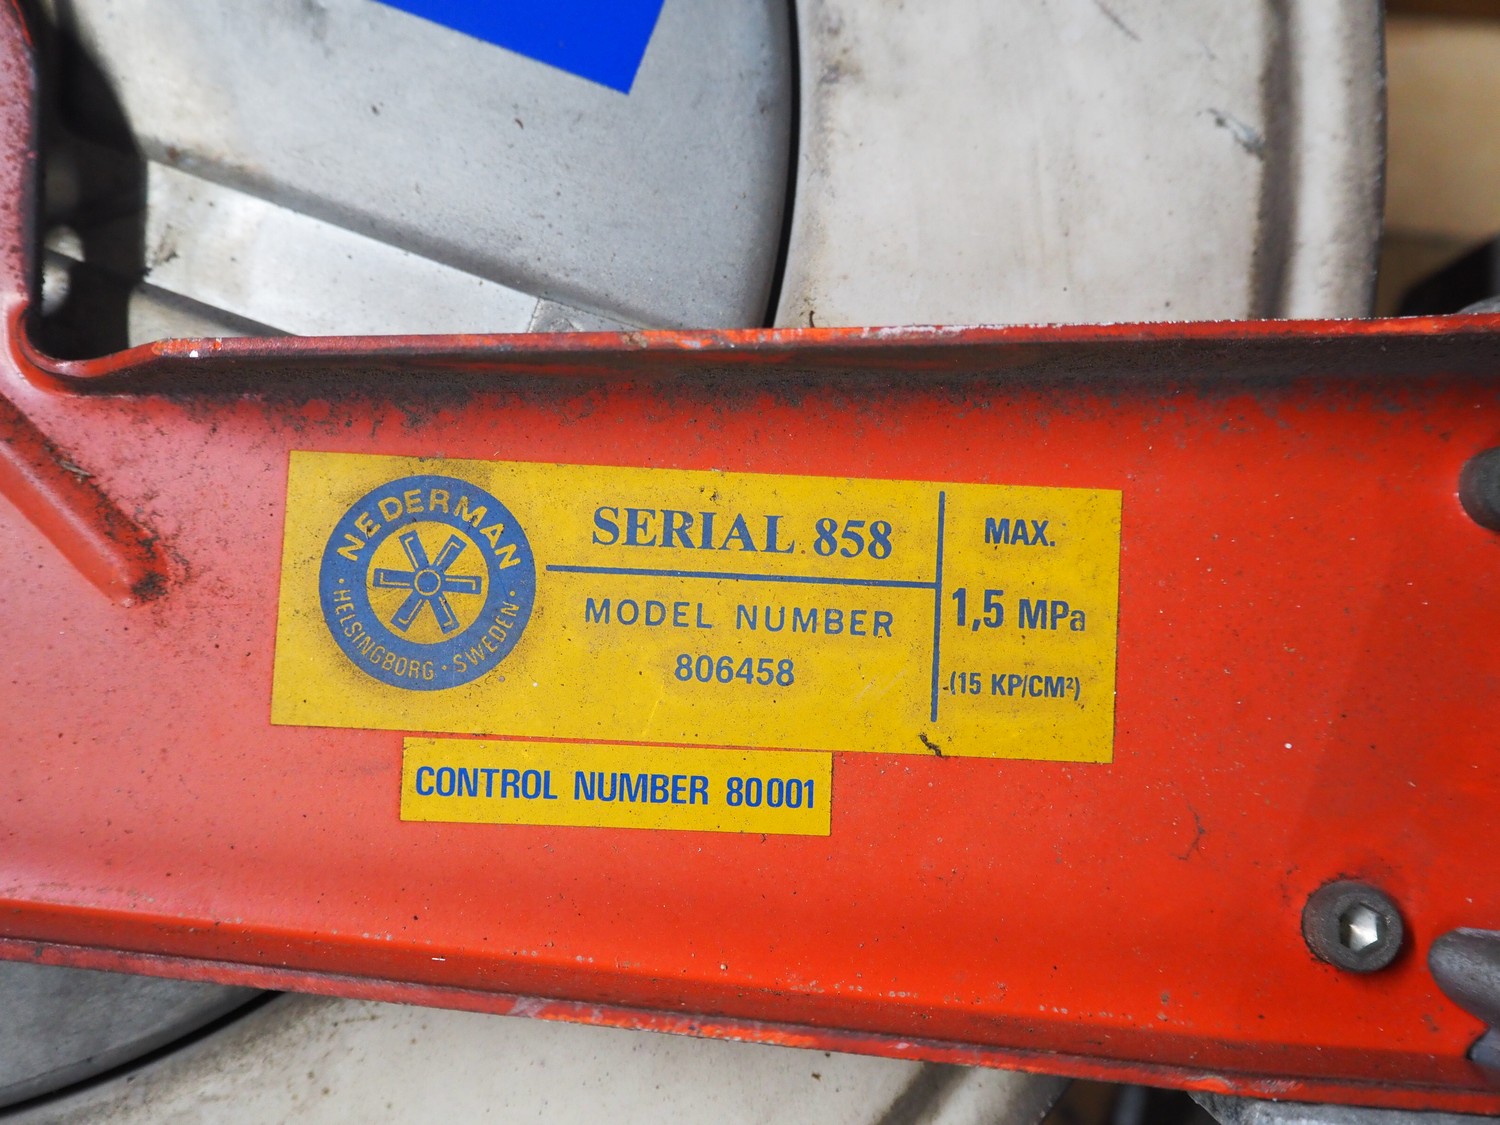 NEDERMAN
· HELSINGBORG · SWEDEN ·
SERIAL 858
MODEL NUMBER
806458
MAX.
1,5 MPa
(15 KP/CM²)
CONTROL NUMBER 80001